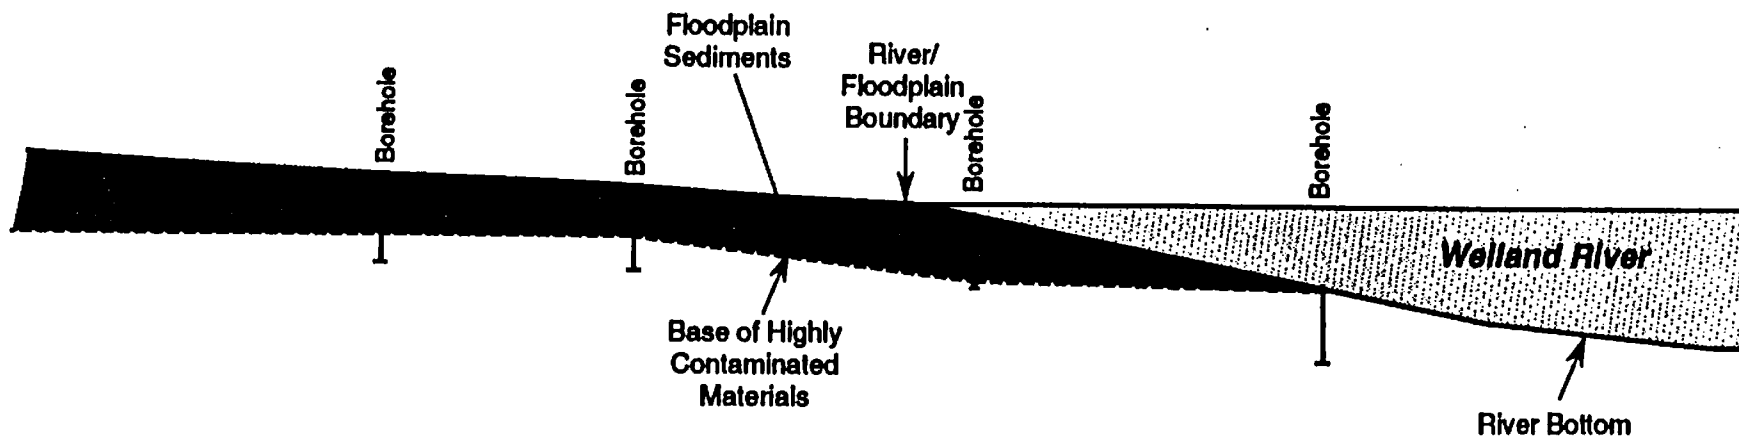 Floodplain
Sediments
River/
Floodplain
Boundary
Borehole
Borehole
Borehole
Borehole
Welland River
Base of Highly
Contaminated
Materials
River Bottom